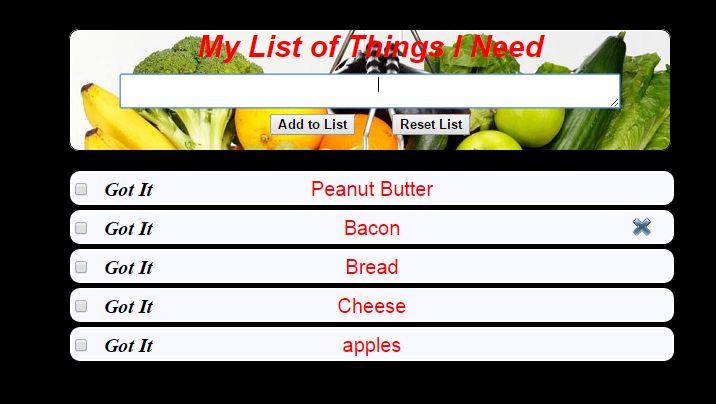 My List of Things I Need
Add to List Reset List
Got It Peanut Butter
Got It Bacon
Got It Bread
Got It Cheese
Got It apples